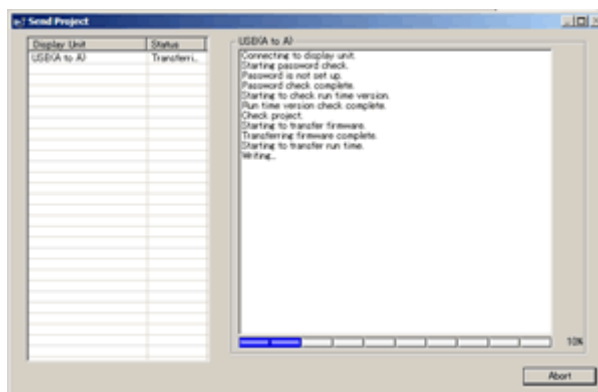 Send Project
Display Unit Status
USB(A to A) Transferri...
USB(A to A)
Connecting to display unit.
Starting password check.
Password is not set up.
Password check complete.
Starting to check run time version.
Run time version check complete.
Check project.
Starting to transfer firmware.
Transferring firmware complete.
Starting to transfer run time.
Writing...
10%
Abort